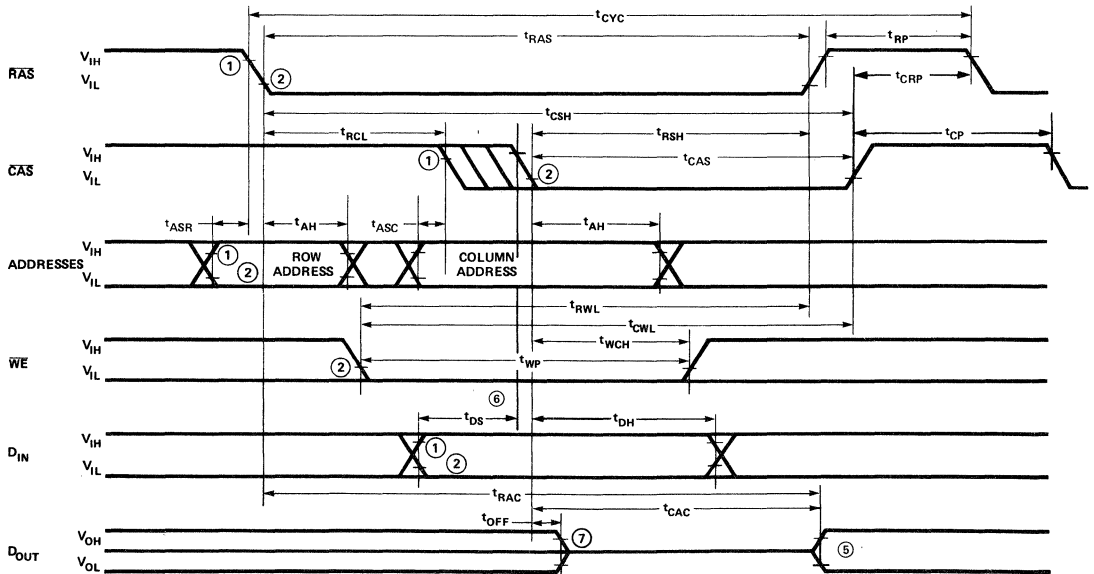 tCYC
tRAS
tRP
RAS
VIH
VIL
1
2
tCRP
tCSH
tRCL
tRSH
tCP
CAS
VIH
VIL
1
2
tCAS
tASR
tAH
tASC
tAH
ADDRESSES
VIH
VIL
1
2
ROW
ADDRESS
COLUMN
ADDRESS
tRWL
tCWL
tWCH
WE
VIH
VIL
2
tWP
6
tDS
tDH
DIN
VIH
VIL
1
2
tRAC
tCAC
tOFF
DOUT
VOH
VOL
7
5